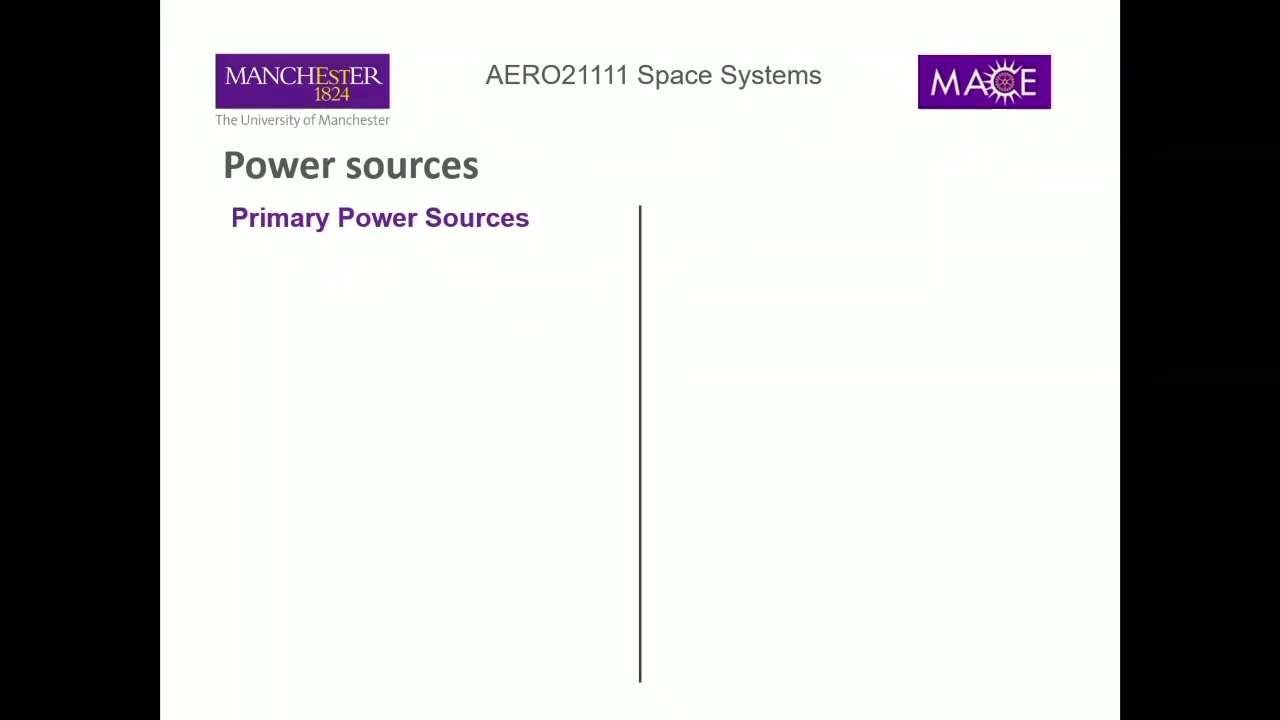 MANCHESTER
1824
The University of Manchester
AERO21111 Space Systems
MACE
Power sources
Primary Power Sources